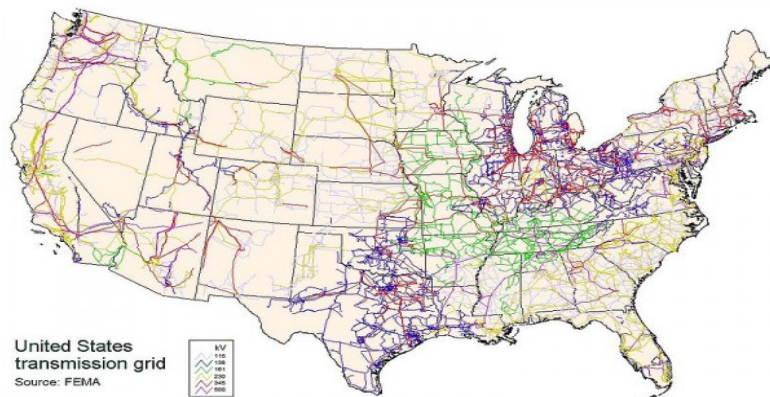 United States
transmission grid
Source: FEMA
kV
115
138
161
230
345
500